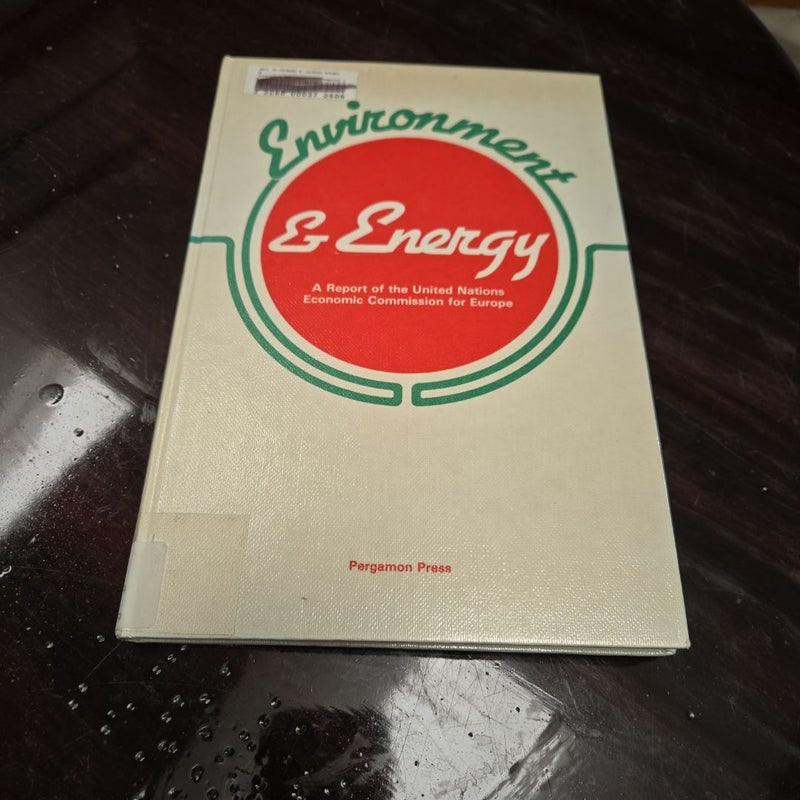 Environment
& Energy
A Report of the United Nations
Economic Commission for Europe
Pergamon Press